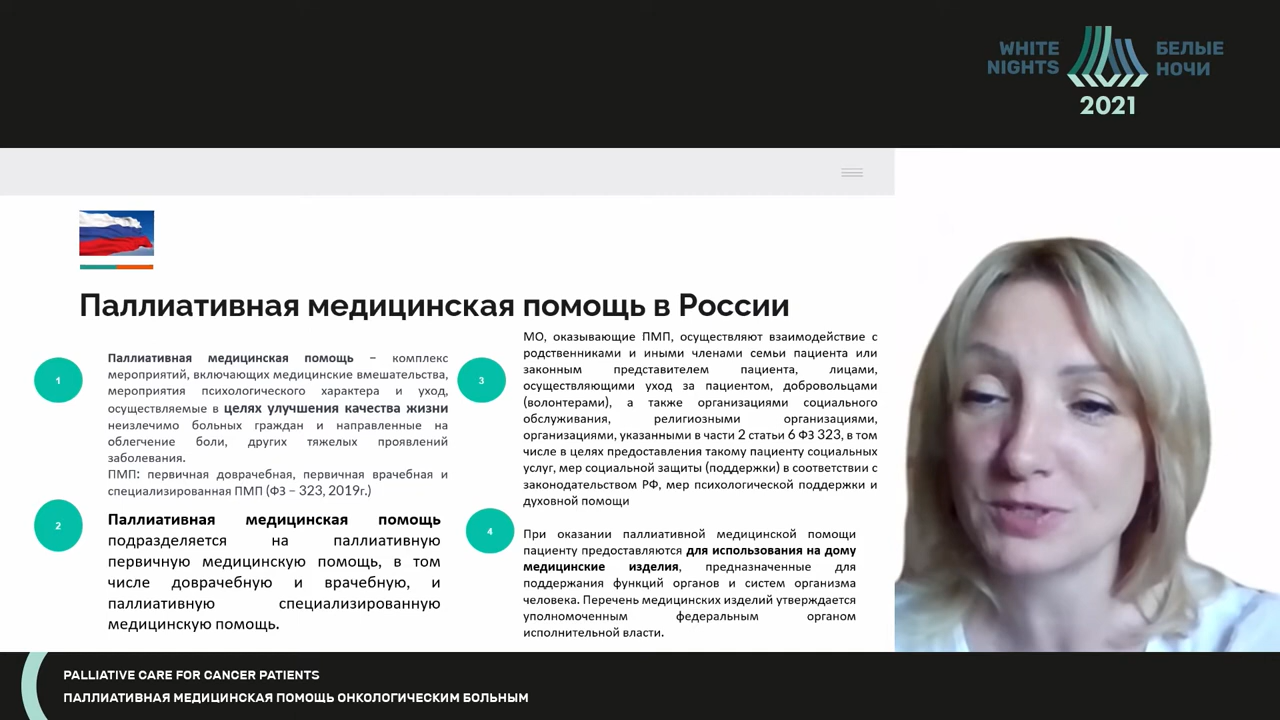 WHITE
NIGHTS
БЕЛЫЕ
НОЧИ
2021
Паллиативная медицинская помощь в России
1
Паллиативная медицинская помощь – комплекс
мероприятий, включающих медицинские вмешательства,
мероприятия психологического характера и уход,
осуществляемые в целях улучшения качества жизни
неизлечимо больных граждан и направленные на
облегчение боли, других тяжелых проявлений
заболевания.
ПМП: первичная доврачебная, первичная врачебная и
специализированная ПМП (ФЗ – 323, 2019г.)
2
Паллиативная медицинская помощь
подразделяется на паллиативную
первичную медицинскую помощь, в том
числе доврачебную и врачебную, и
паллиативную специализированную
медицинскую помощь.
3
МО, оказывающие ПМП, осуществляют взаимодействие с
родственниками и иными членами семьи пациента или
законным представителем пациента, лицами,
осуществляющими уход за пациентом, добровольцами
(волонтерами), а также организациями социального
обслуживания, религиозными организациями,
организациями, указанными в части 2 статьи 6 ФЗ 323, в том
числе в целях предоставления такому пациенту социальных
услуг, мер социальной защиты (поддержки) в соответствии с
законодательством РФ, мер психологической поддержки и
духовной помощи
4
При оказании паллиативной медицинской помощи
пациенту предоставляются для использования на дому
медицинские изделия, предназначенные для
поддержания функций органов и систем организма
человека. Перечень медицинских изделий утверждается
уполномоченным федеральным органом
исполнительной власти.
PALLIATIVE CARE FOR CANCER PATIENTS
ПАЛЛИАТИВНАЯ МЕДИЦИНСКАЯ ПОМОЩЬ ОНКОЛОГИЧЕСКИМ БОЛЬНЫМ